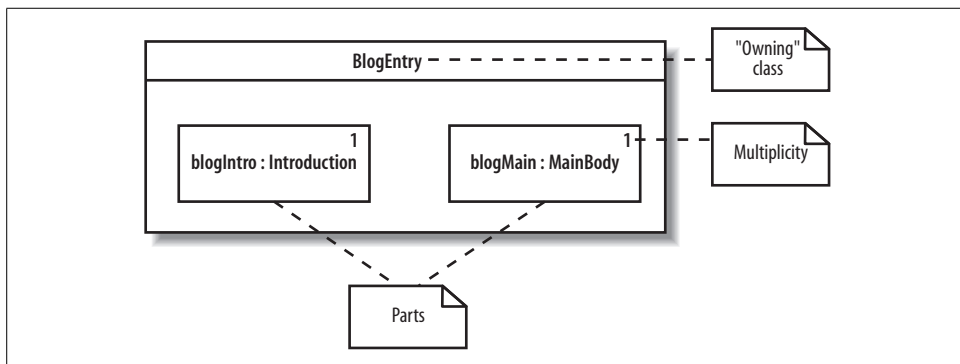 BlogEntry
"Owning"
class
1
blogIntro : Introduction
1
blogMain : MainBody
Multiplicity
Parts